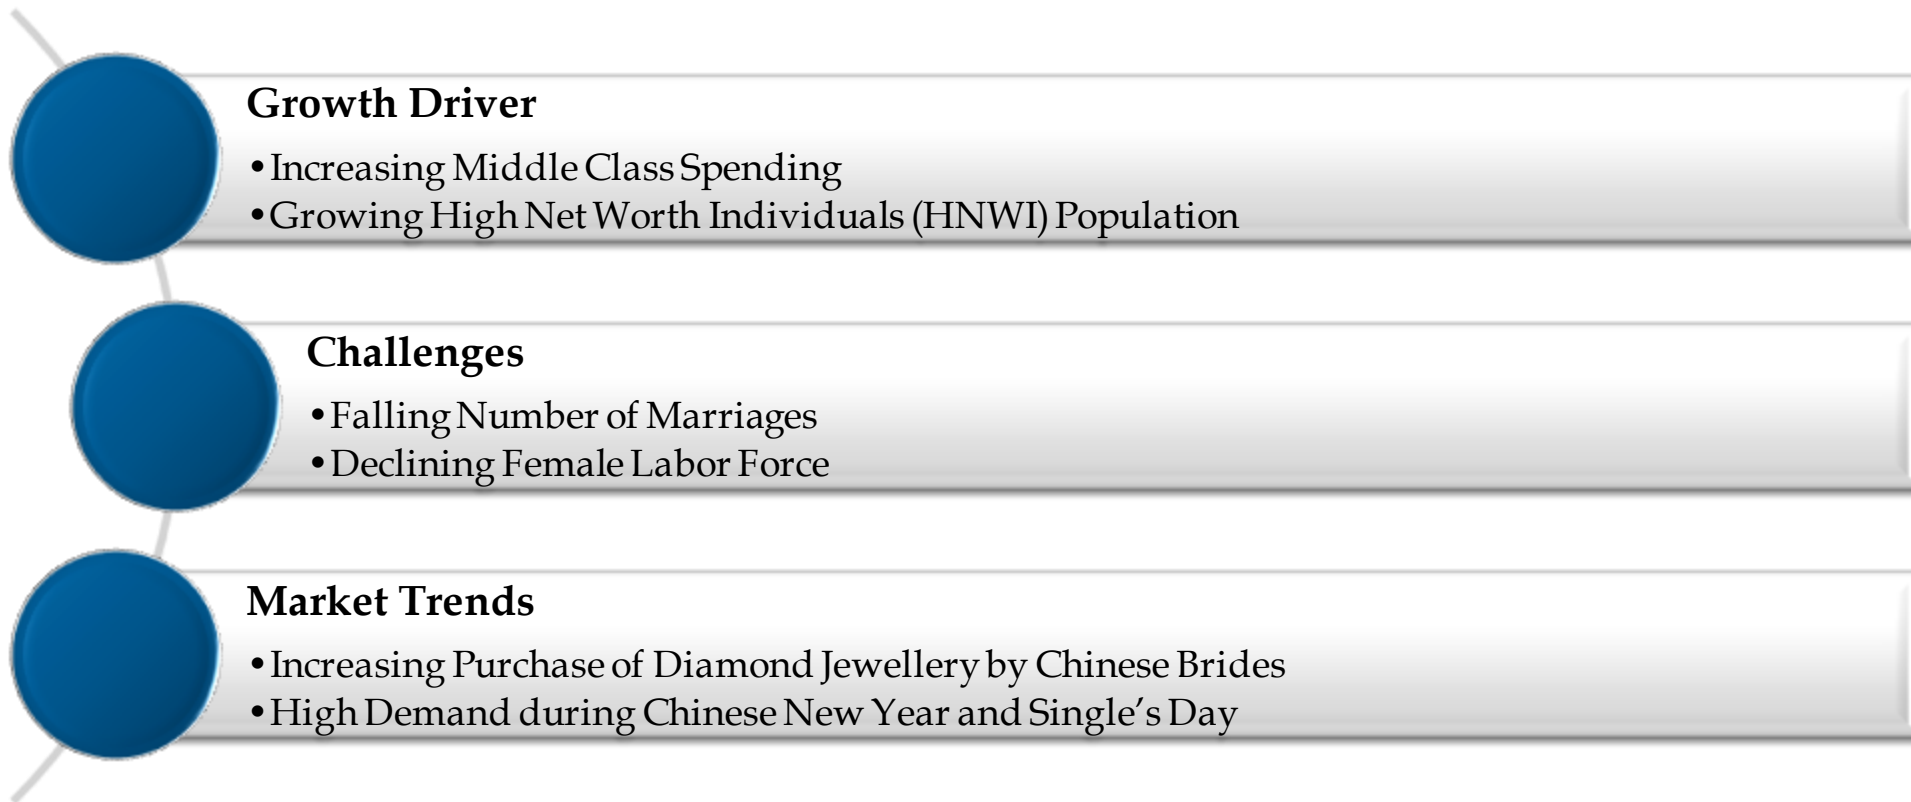 Growth Driver
•Increasing Middle Class Spending
•Growing High Net Worth Individuals (HNWI) Population
Challenges
•Falling Number of Marriages
•Declining Female Labor Force
Market Trends
•Increasing Purchase of Diamond Jewellery by Chinese Brides
•High Demand during Chinese New Year and Single’s Day